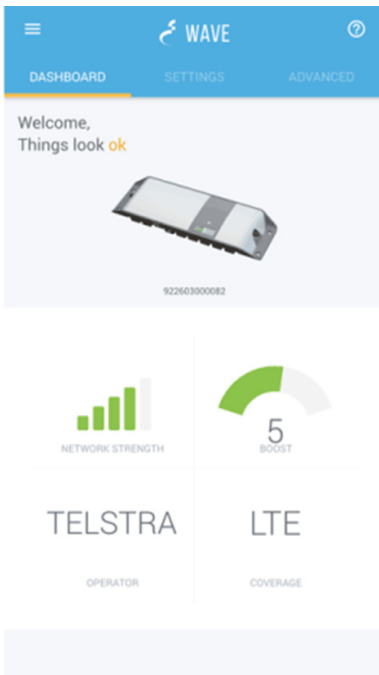 WAVE
DASHBOARD SETTINGS ADVANCED
Welcome,
Things look ok
922603000082
NETWORK STRENGTH
5
BOOST
TELSTRA
OPERATOR
LTE
COVERAGE